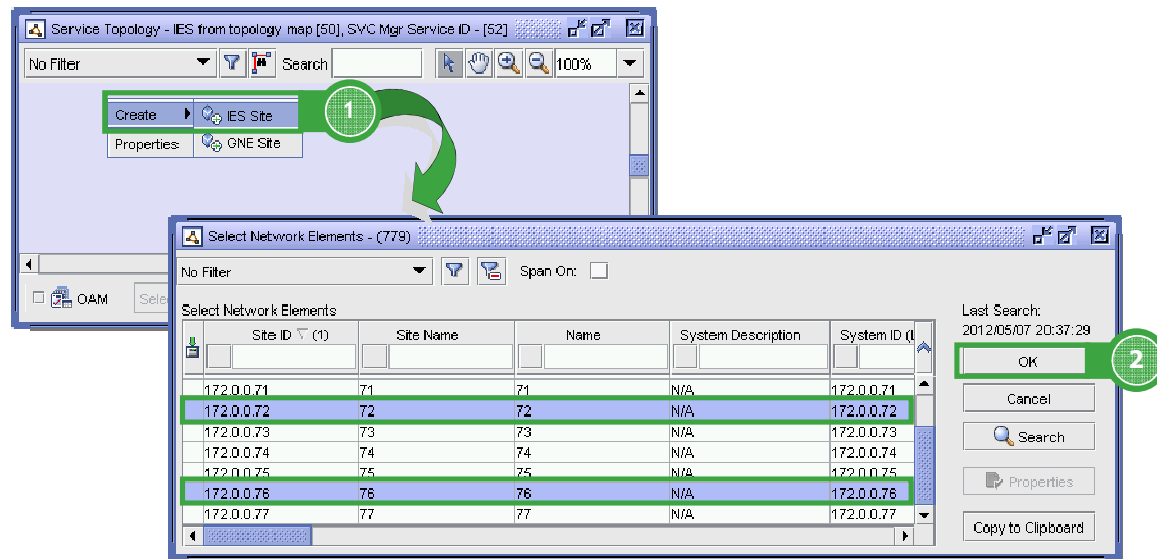 Service Topology - IES from topology map [50], SVC Mgr Service ID - [52]
No Filter Search 100%
Create IES Site
1
Properties: GNE Site
Select Network Elements - (779)
No Filter Span On:
OAM
Select Network Elements
Last Search:
2012/05/07 20:37:29
Site ID (1) Site Name Name System Description System ID (L
OK
2
Cancel
Search
Properties
Copy to Clipboard
172.0.0.71 71 71 N/A 172.0.0.71
172.0.0.72 72 72 N/A 172.0.0.72
172.0.0.73 73 73 N/A 172.0.0.73
172.0.0.74 74 74 N/A 172.0.0.74
172.0.0.75 75 75 N/A 172.0.0.75
172.0.0.76 76 76 N/A 172.0.0.76
172.0.0.77 77 77 N/A 172.0.0.77